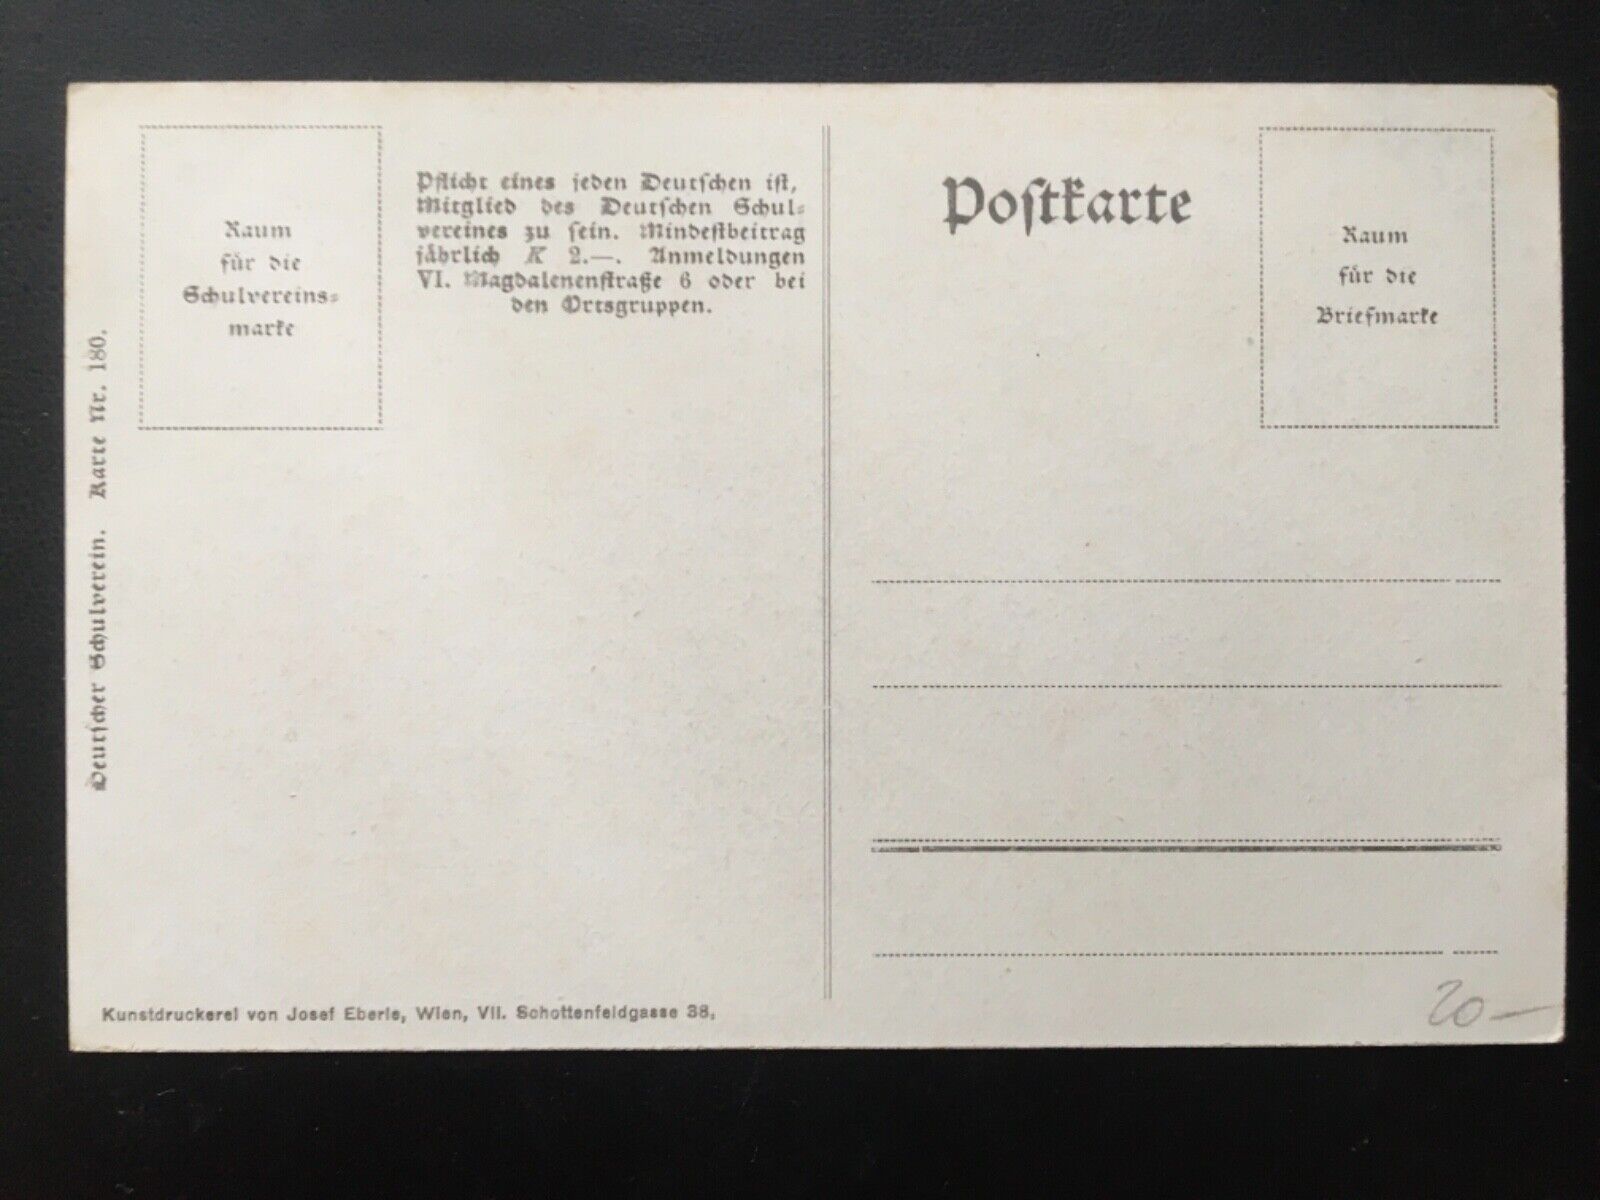 Raum
für die
Schulvereins-
marke
Pflicht eines jeden Deutschen ist,
Mitglied des Deutschen Schul-
vereines zu sein. Mindestbeitrag
jährlich K 2.—. Anmeldungen
VI. Magdalenenstraße 6 oder bei
den Ortsgruppen.
Postkarte
Raum
für die
Briefmarke
Deutscher Schulverein. Karte Nr. 180.
Kunstdruckerei von Josef Eberle, Wien, VII. Schottenfeldgasse 38.
20—